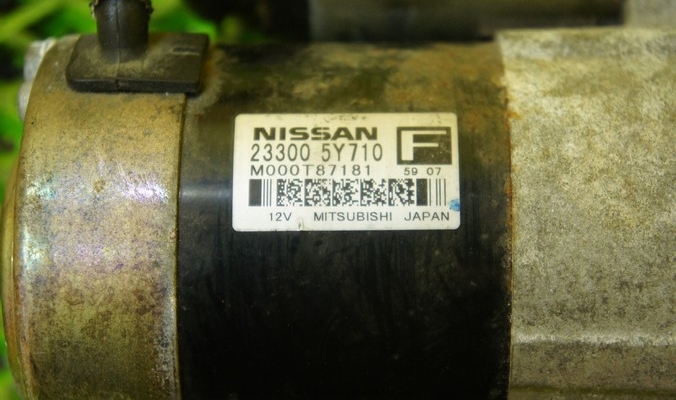 NISSAN
23300 5Y710 F
M000T87181 59 07
12V MITSUBISHI JAPAN